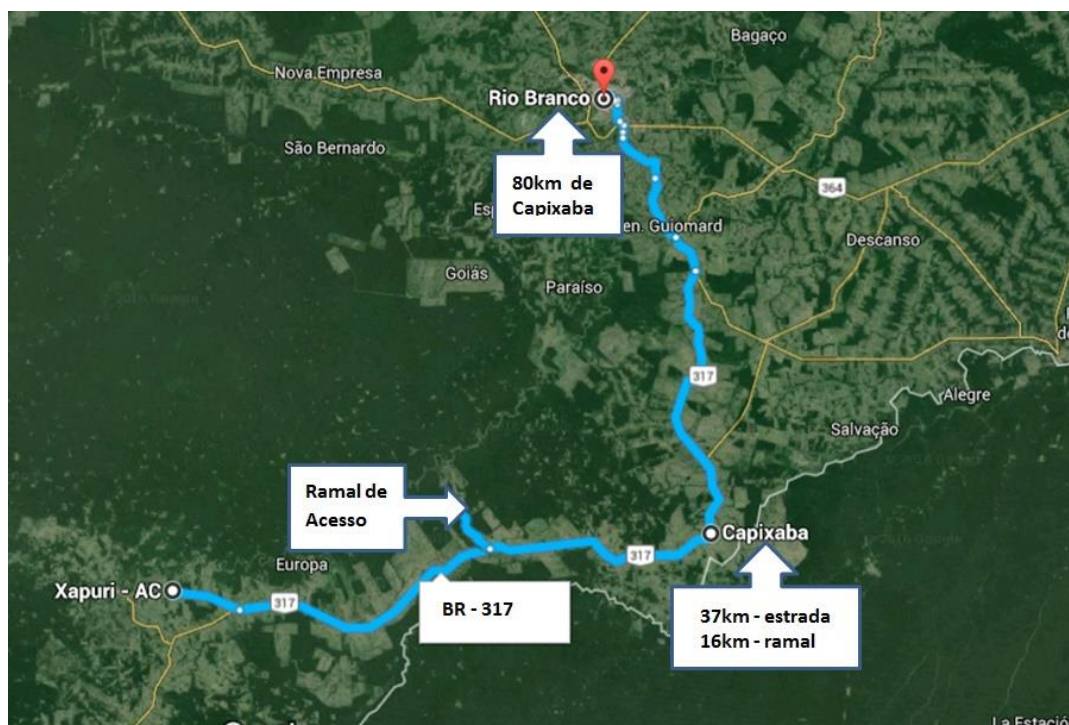 Bagaço
Nova Empresa
Rio Branco
São Bernardo
80km de
Capixaba
364
en. Guiomard
Descanso
Goiás
Paraíso
317
Alegre
Salvação
Ramal de
Acesso
Capixaba
317
Europa
Xapuri - AC
317
BR - 317
37km - estrada
16km - ramal
La Estació